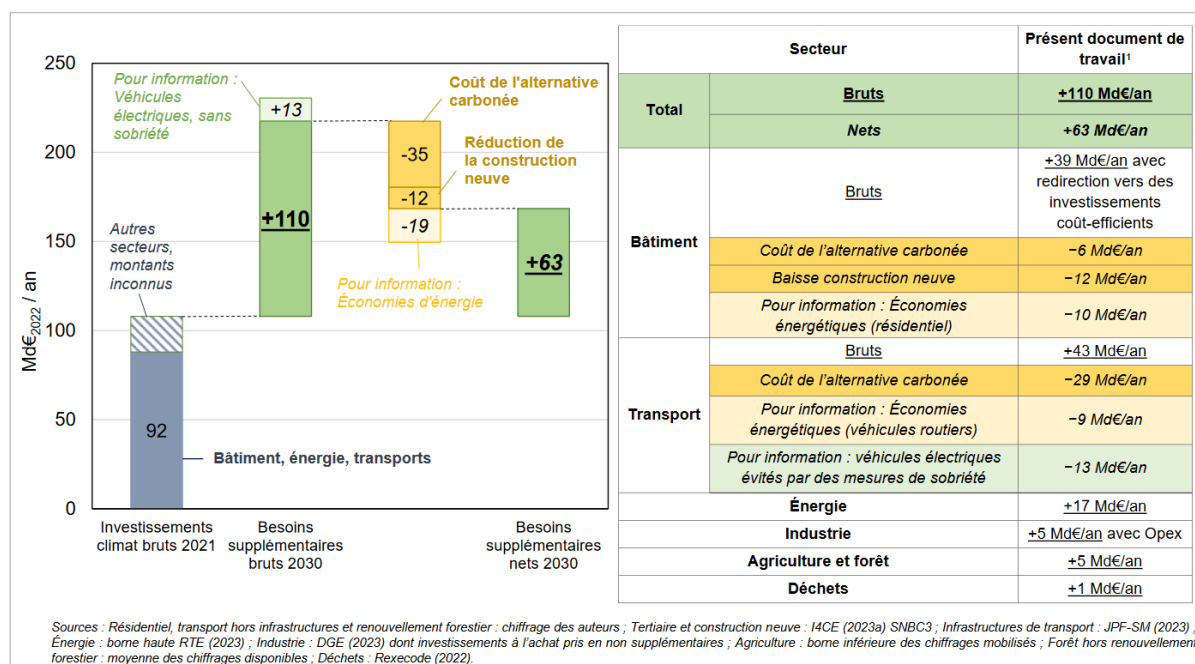 250
200
150
100
50
0
Md€2022 / an
Pour information :
Véhicules
électriques, sans
sobriété
+13
Coût de l'alternative
carbonée
-35
Réduction de
la construction
neuve
-12
+110
-19
Autres
secteurs,
montants
inconnus
+63
Pour information :
Économies d'énergie
92
Bâtiment, énergie, transports
Investissements
climat bruts 2021
Besoins
supplémentaires
bruts 2030
Besoins
supplémentaires
nets 2030
Secteur
Présent document de
travail¹
Total
Bruts
+110 Md€/an
Nets
+63 Md€/an
Bâtiment
Bruts
+39 Md€/an avec
redirection vers des
investissements
coût-efficients
Coût de l’alternative carbonée
−6 Md€/an
Baisse construction neuve
−12 Md€/an
Pour information : Économies
énergétiques (résidentiel)
−10 Md€/an
Transport
Bruts
+43 Md€/an
Coût de l’alternative carbonée
−29 Md€/an
Pour information : Économies
énergétiques (véhicules routiers)
−9 Md€/an
Pour information : véhicules électriques
évités par des mesures de sobriété
−13 Md€/an
Énergie
+17 Md€/an
Industrie
+5 Md€/an avec Opex
Agriculture et forêt
+5 Md€/an
Déchets
+1 Md€/an
Sources : Résidentiel, transport hors infrastructures et renouvellement forestier : chiffrage des auteurs ; Tertiaire et construction neuve : I4CE (2023a) SNBC3 ; Infrastructures de transport : JPF-SM (2023) ;
Énergie : borne haute RTE (2023) ; Industrie : DGE (2023) dont investissements à l'achat pris en non supplémentaires ; Agriculture : borne inférieure des chiffrages mobilisés ; Forêt hors renouvellement
forestier : moyenne des chiffrages disponibles ; Déchets : Rexecode (2022).